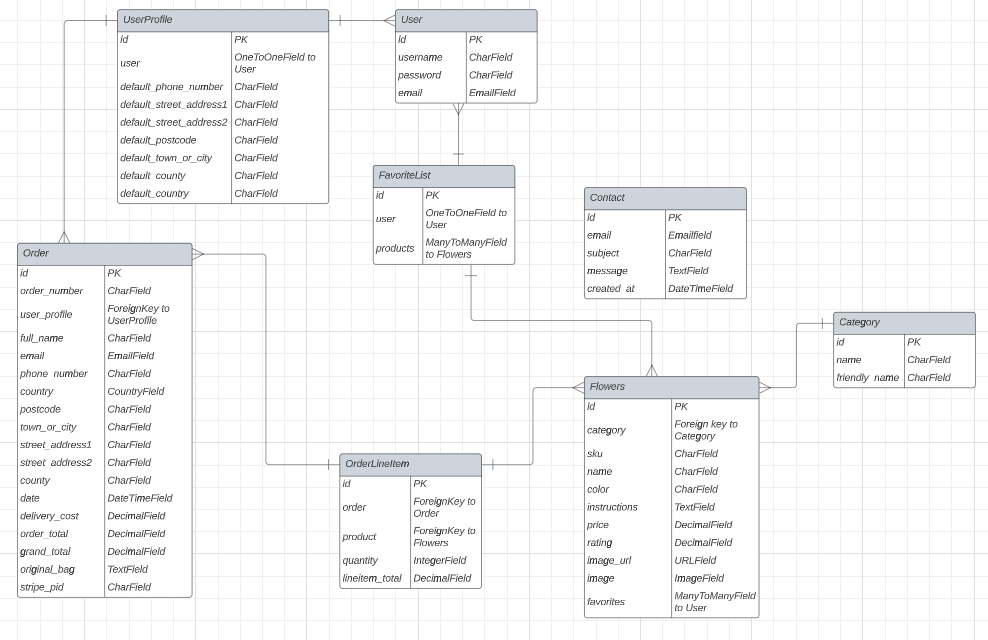 UserProfile
id PK
user OneToOneField to
User
default_phone_number CharField
default_street_address1 CharField
default_street_address2 CharField
default_postcode CharField
default_town_or_city CharField
default_county CharField
default_country CharField
User
id PK
username CharField
password CharField
email EmailField
FavoriteList
id PK
user OneToOneField to
User
products ManyToManyField
to Flowers
Contact
id PK
email Emailfield
subject CharField
message TextField
created_at DateTimeField
Category
id PK
name CharField
friendly_name CharField
Order
id PK
order_number CharField
user_profile ForeignKey to
UserProfile
full_name CharField
email EmailField
phone_number CharField
country CountryField
postcode CharField
town_or_city CharField
street_address1 CharField
street_address2 CharField
county CharField
date DateTimeField
delivery_cost DecimalField
order_total DecimalField
grand_total DecimalField
original_bag TextField
stripe_pid CharField
OrderLineItem
id PK
order ForeignKey to
Order
product ForeignKey to
Flowers
quantity IntegerField
lineitem_total DecimalField
Flowers
id PK
category Foreign key to
Category
sku CharField
name CharField
color CharField
instructions TextField
price DecimalField
rating DecimalField
image_url URLField
image ImageField
favorites ManyToManyField
to User